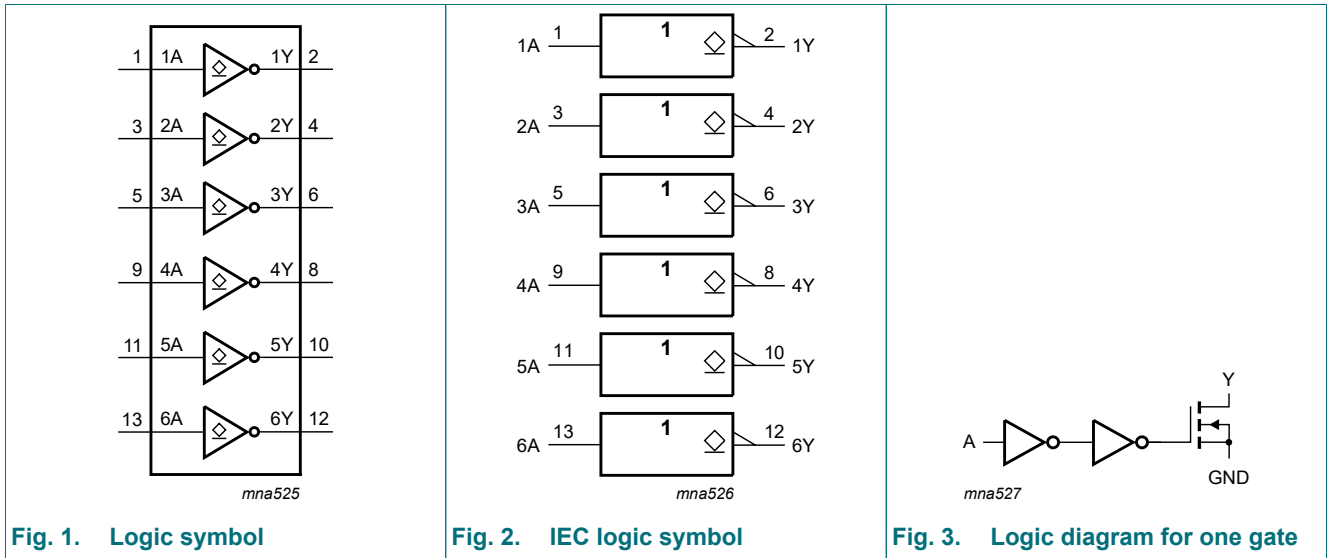 1 1A 1Y 2
3 2A 2Y 4
5 3A 3Y 6
9 4A 4Y 8
11 5A 5Y 10
13 6A 6Y 12
mna525
Fig. 1. Logic symbol
1A 1 1 2 1Y
2A 3 1 4 2Y
3A 5 1 6 3Y
4A 9 1 8 4Y
5A 11 1 10 5Y
6A 13 1 12 6Y
mna526
Fig. 2. IEC logic symbol
Y
A
GND
mna527
Fig. 3. Logic diagram for one gate